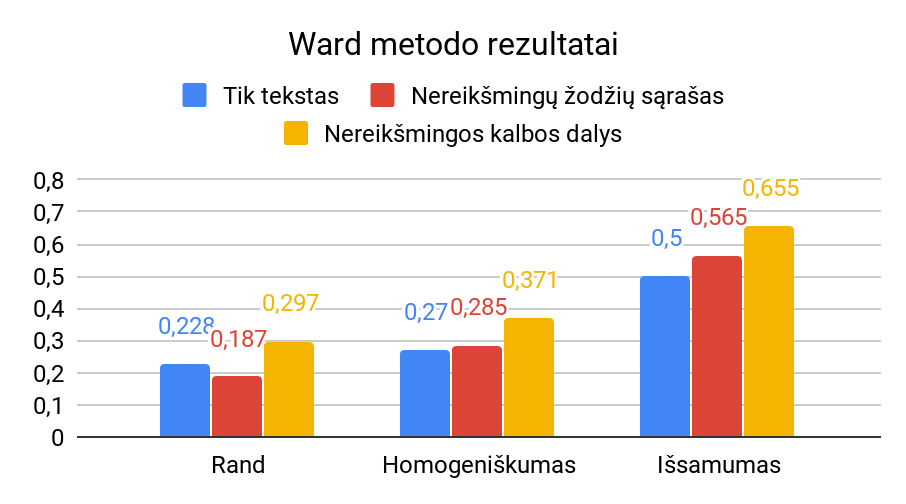 Ward metodo rezultatai
Tik tekstas Nereikšmingų žodžių sąrašas
Nereikšmingos kalbos dalys
0,8
0,7
0,6
0,5
0,4
0,3
0,2
0,1
0
0,228 0,187 0,297
0,27 0,285 0,371
0,5 0,565 0,655
Rand Homogeniškumas Išsamumas